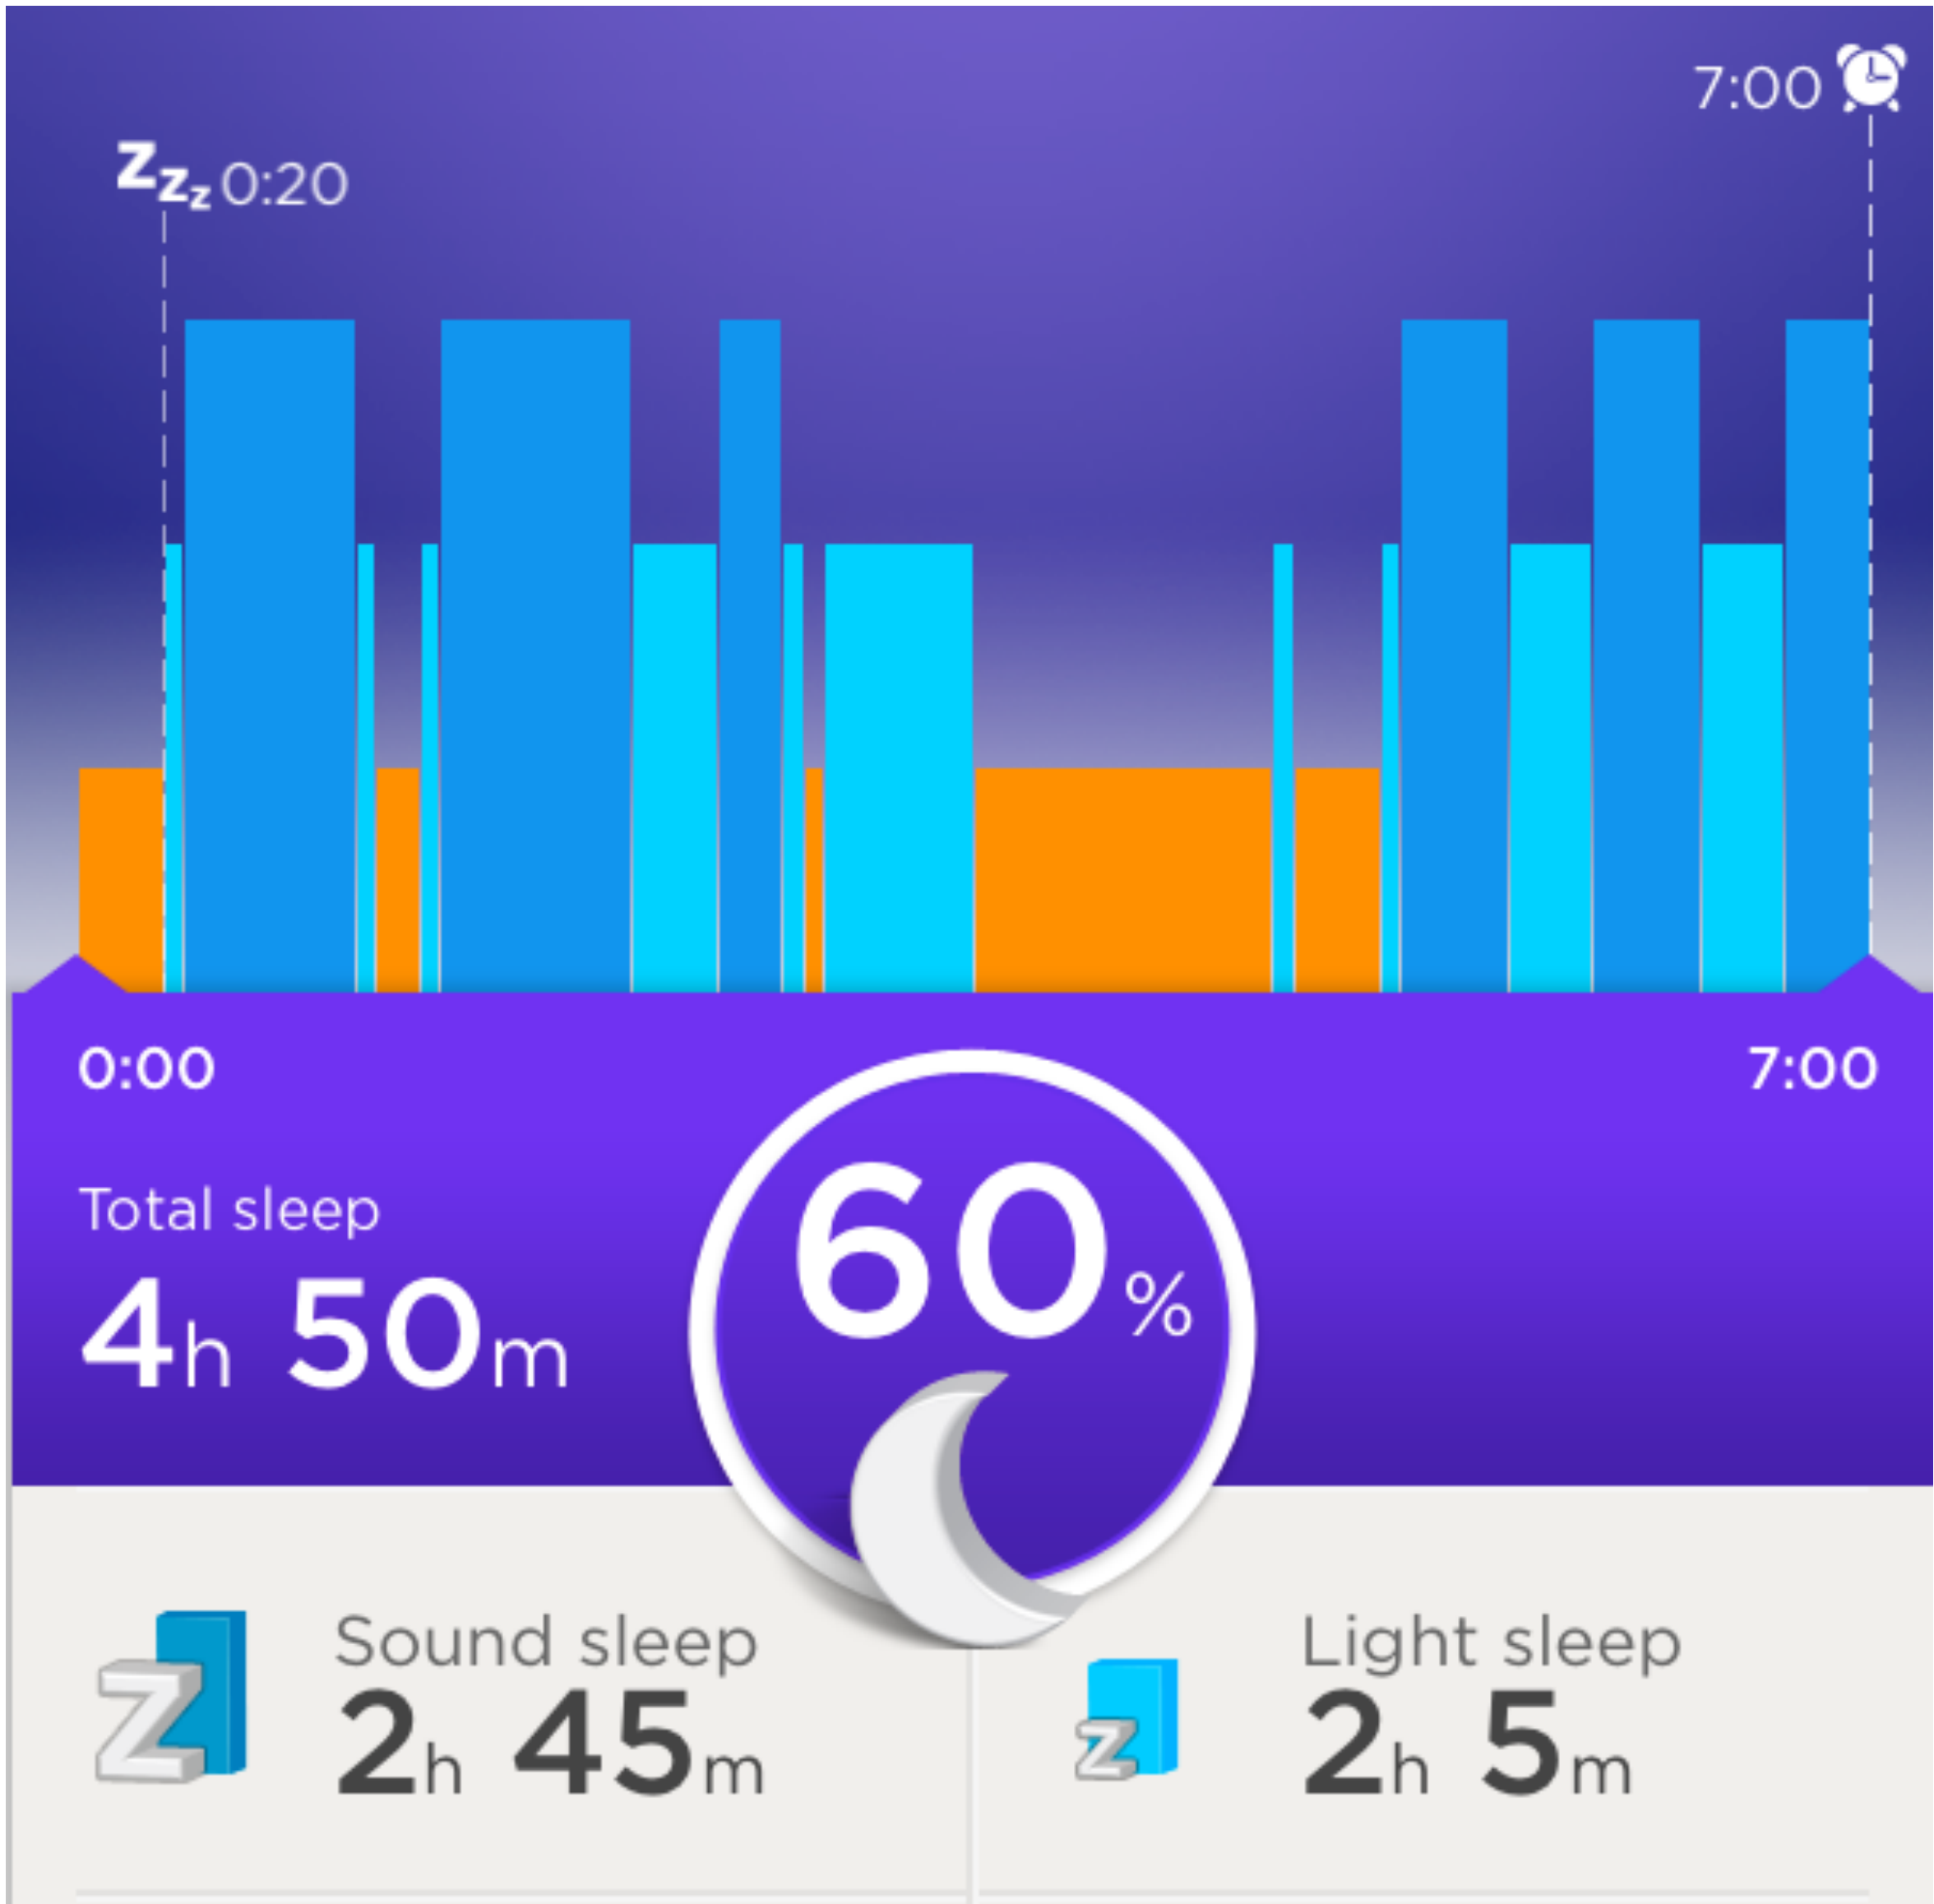 7:00
zzz 0:20
0:00 7:00
60%
Total sleep
4h 50m
Sound sleep
2h 45m
Light sleep
2h 5m